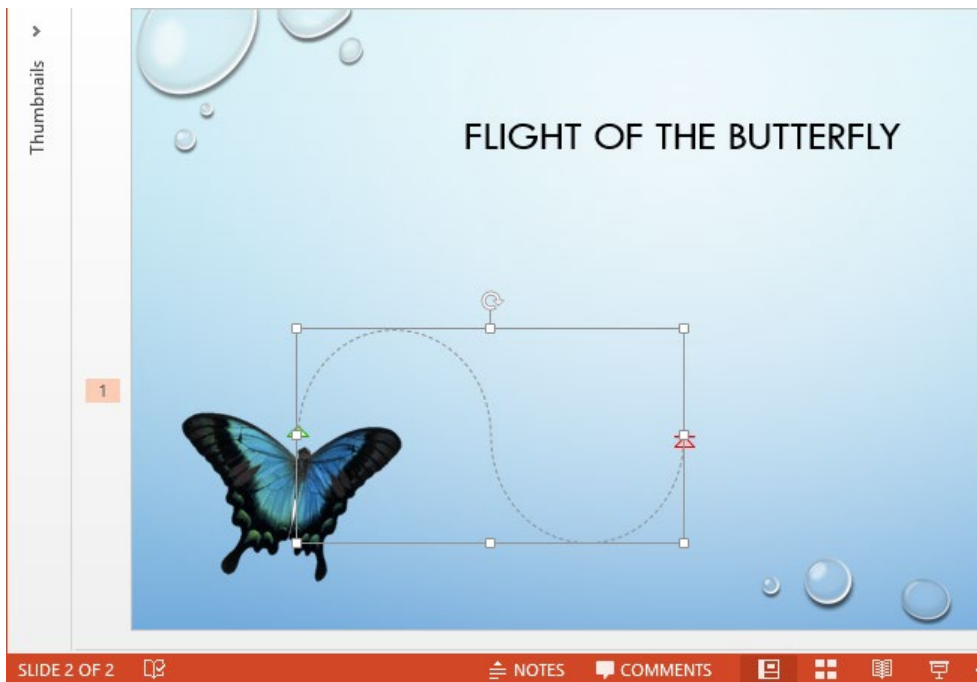 Thumbnails
FLIGHT OF THE BUTTERFLY
1
SLIDE 2 OF 2
NOTES
COMMENTS